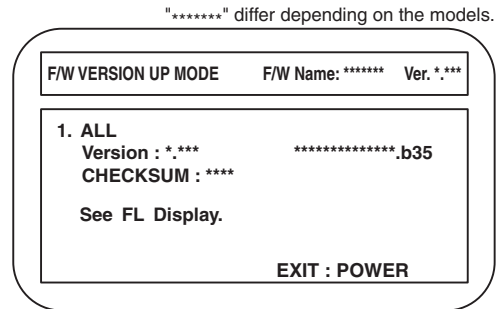 "*******" differ depending on the models.
F/W VERSION UP MODE F/W Name: ******* Ver. *.***
1. ALL
Version : *.*** **************.b35
CHECKSUM : ****
See FL Display.
EXIT : POWER